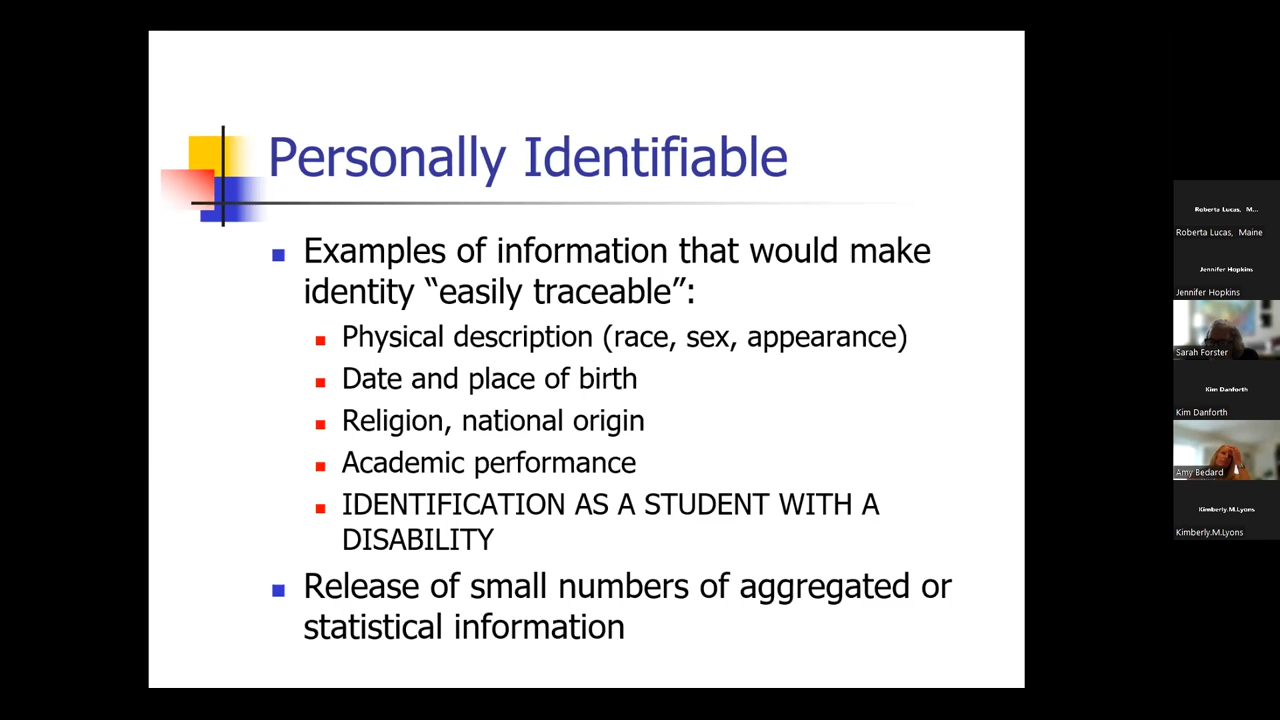 Personally Identifiable
Examples of information that would make
identity “easily traceable”:
Physical description (race, sex, appearance)
Date and place of birth
Religion, national origin
Academic performance
IDENTIFICATION AS A STUDENT WITH A
DISABILITY
Release of small numbers of aggregated or
statistical information
Roberta Lucas, M...
Roberta Lucas, Maine
Jennifer Hopkins
Jennifer Hopkins
Sarah Forster
Kim Danforth
Kim Danforth
Amy Bedard
Kimberly.M.Lyons
Kimberly.M.Lyons